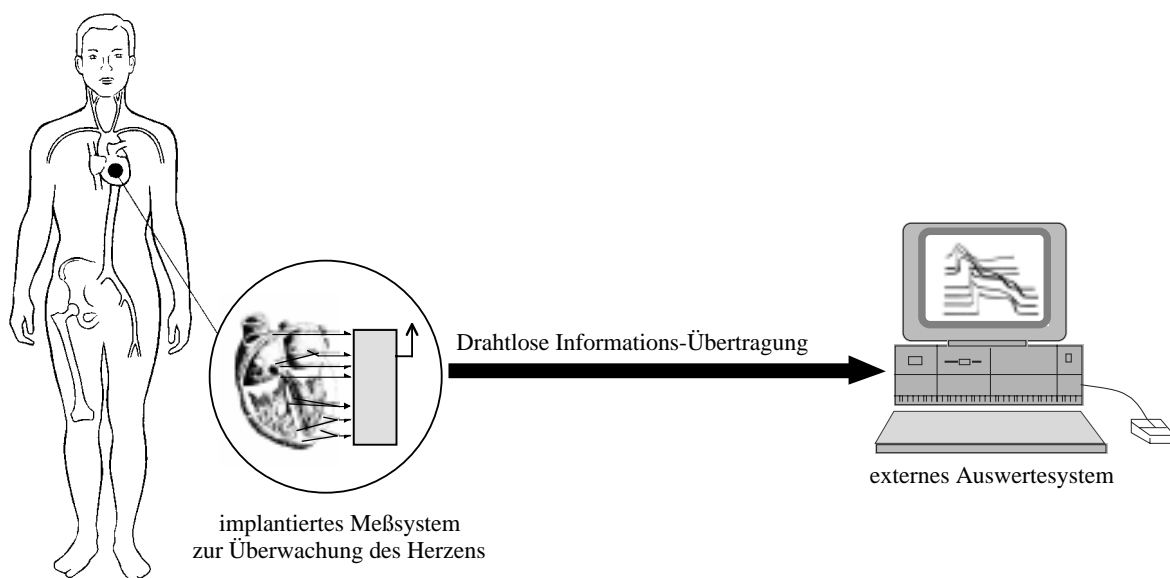 Drahtlose Informations-Übertragung
externes Auswertesystem
implantiertes Meßsystem
zur Überwachung des Herzens